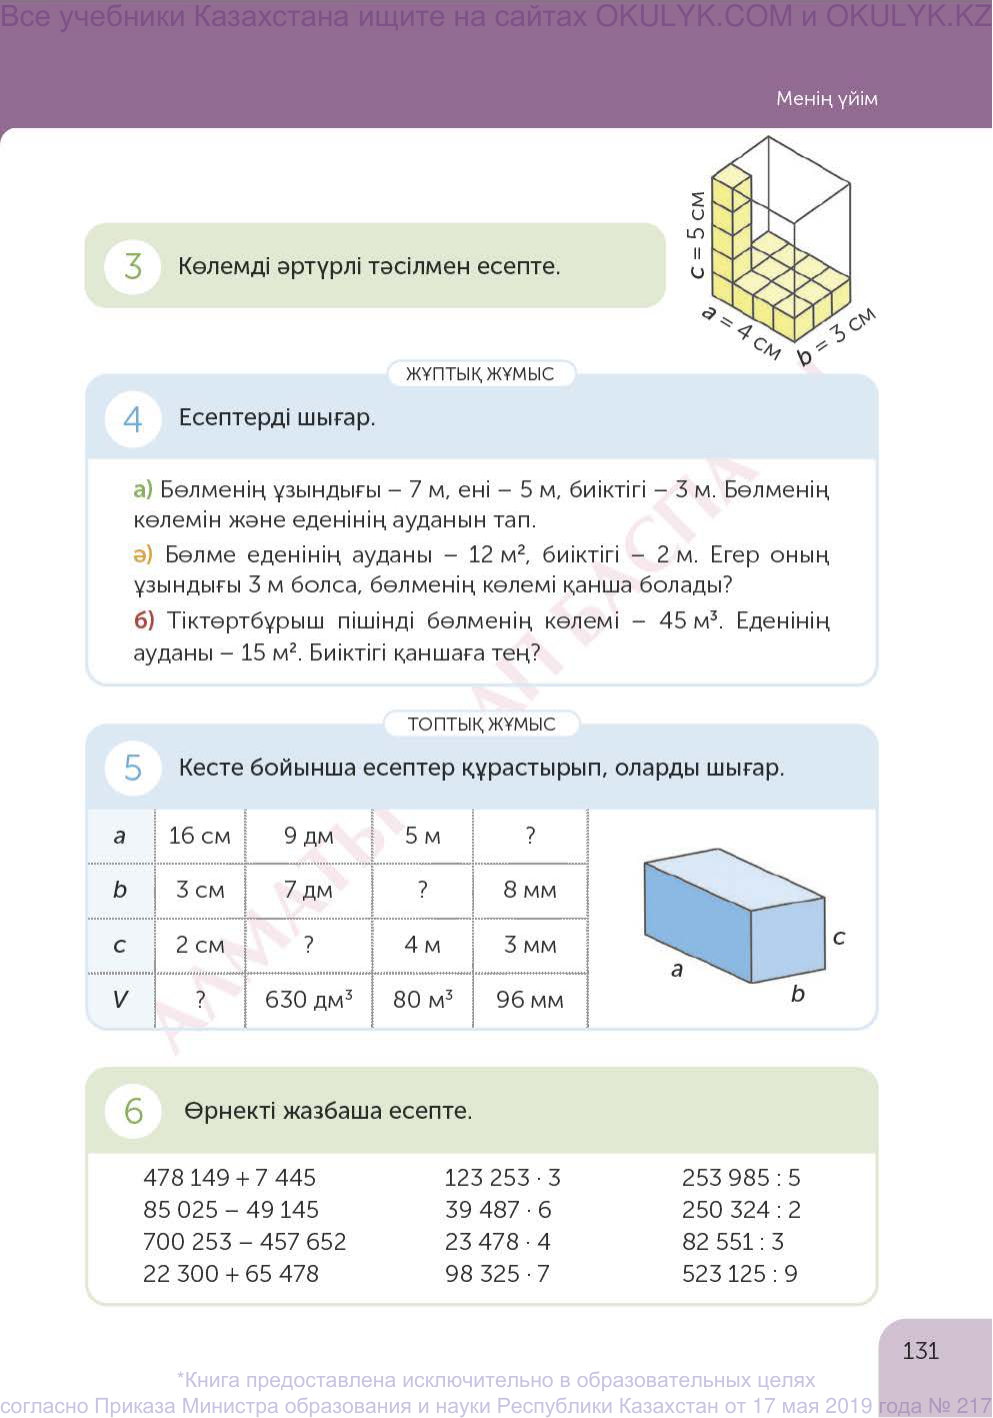 Все учебники Казахстана ищите на сайтах OKULYK.COM и OKULYK.KZ
Менің үйім
3 Көлемді әртүрлі тәсілмен есепте.
c = 5 см
a = 4 см
b = 3 см
ЖҰПТЫҚ ЖҰМЫС
4 Есептерді шығар.
а) Бөлменің ұзындығы – 7 м, ені – 5 м, биіктігі – 3 м. Бөлменің
көлемін және еденінің ауданын тап.
ә) Бөлме еденінің ауданы – 12 м², биіктігі – 2 м. Егер оның
ұзындығы 3 м болса, бөлменің көлемі қанша болады?
б) Тіктөртбұрыш пішінді бөлменің көлемі – 45 м³. Еденінің
ауданы – 15 м². Биіктігі қаншаға тең?
ТОПТЫҚ ЖҰМЫС
5 Кесте бойынша есептер құрастырып, оларды шығар.
a 16 см 9 дм 5 м ?
b 3 см 7 дм ? 8 мм
c 2 см ? 4 м 3 мм
V ? 630 дм³ 80 м³ 96 мм
a
b
c
АЛМАТЫКІТАП БАСПА
6 Өрнекті жазбаша есепте.
478 149 + 7 445 123 253 · 3 253 985 : 5
85 025 – 49 145 39 487 · 6 250 324 : 2
700 253 – 457 652 23 478 · 4 82 551 : 3
22 300 + 65 478 98 325 · 7 523 125 : 9
131
*Книга предоставлена исключительно в образовательных целях
согласно Приказа Министра образования и науки Республики Казахстан от 17 мая 2019 года № 217